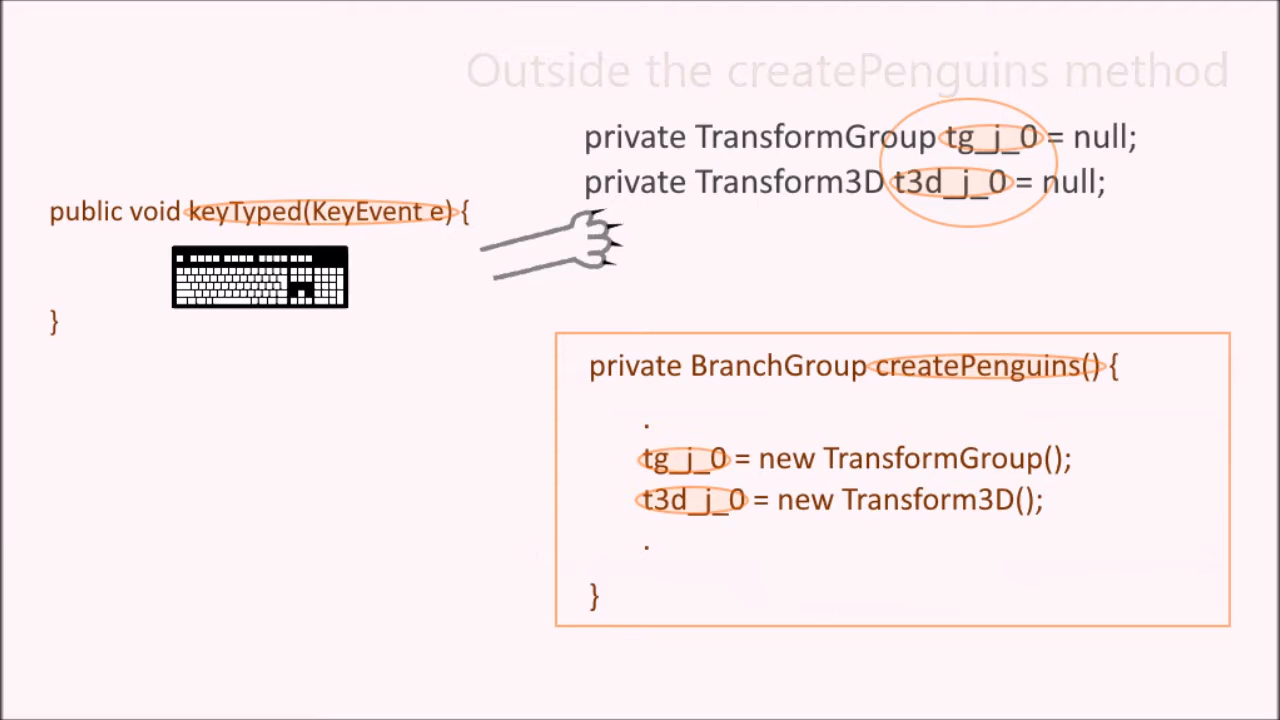 Outside the createPenguins method
private TransformGroup tg_j_0 = null;
private Transform3D t3d_j_0 = null;
public void keyTyped(KeyEvent e) {
}
private BranchGroup createPenguins() {
.
tg_j_0 = new TransformGroup();
t3d_j_0 = new Transform3D();
.
}